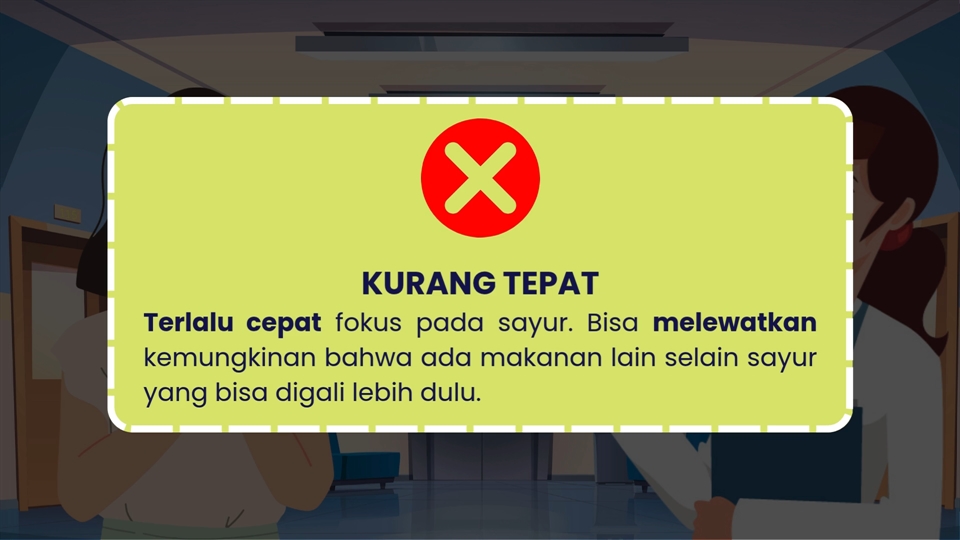 KURANG TEPAT
Terlalu cepat fokus pada sayur. Bisa melewatkan
kemungkinan bahwa ada makanan lain selain sayur
yang bisa digali lebih dulu.